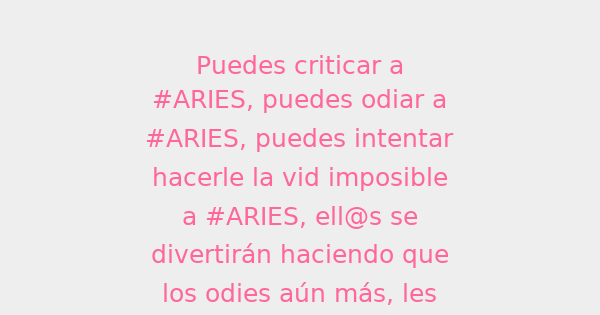 Puedes criticar a
#ARIES, puedes odiar a
#ARIES, puedes intentar
hacerle la vid imposible
a #ARIES, ell@s se
divertirán haciendo que
los odies aún más, les